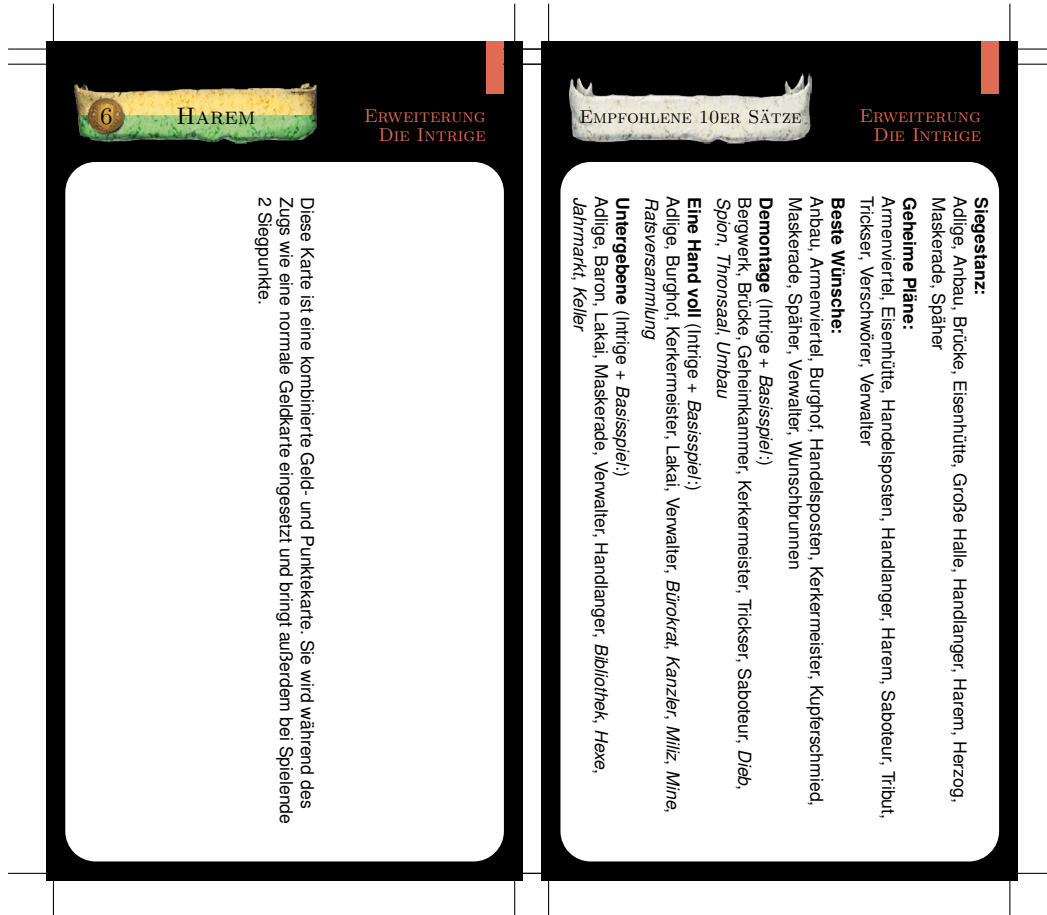 6
Harem
Erweiterung
Die Intrige
Diese Karte ist eine kombinierte Geld- und Punktekarte. Sie wird während des
Zugs wie eine normale Geldkarte eingesetzt und bringt außerdem bei Spielende
2 Siegpunkte.
Empfohlene 10er Sätze
Erweiterung
Die Intrige
Siegestanz:
Adlige, Anbau, Brücke, Eisenhütte, Große Halle, Handlanger, Harem, Herzog,
Maskerade, Späher
Geheime Pläne:
Armenviertel, Eisenhütte, Handelsposten, Handlanger, Harem, Saboteur, Tribut,
Trickser, Verschwörer, Verwalter
Beste Wünsche:
Anbau, Armenviertel, Burghof, Handelsposten, Kerkermeister, Kupferschmied,
Maskerade, Späher, Verwalter, Wunschbrunnen
Demontage (Intrige + Basisspiel:)
Bergwerk, Brücke, Geheimkammer, Kerkermeister, Trickser, Saboteur, Dieb,
Spion, Thronsaal, Umbau
Eine Hand voll (Intrige + Basisspiel:)
Adlige, Burghof, Kerkermeister, Lakai, Verwalter, Bürokrat, Kanzler, Miliz, Mine,
Ratsversammlung
Untergebene (Intrige + Basisspiel:)
Adlige, Baron, Lakai, Maskerade, Verwalter, Handlanger, Bibliothek, Hexe,
Jahrmarkt, Keller